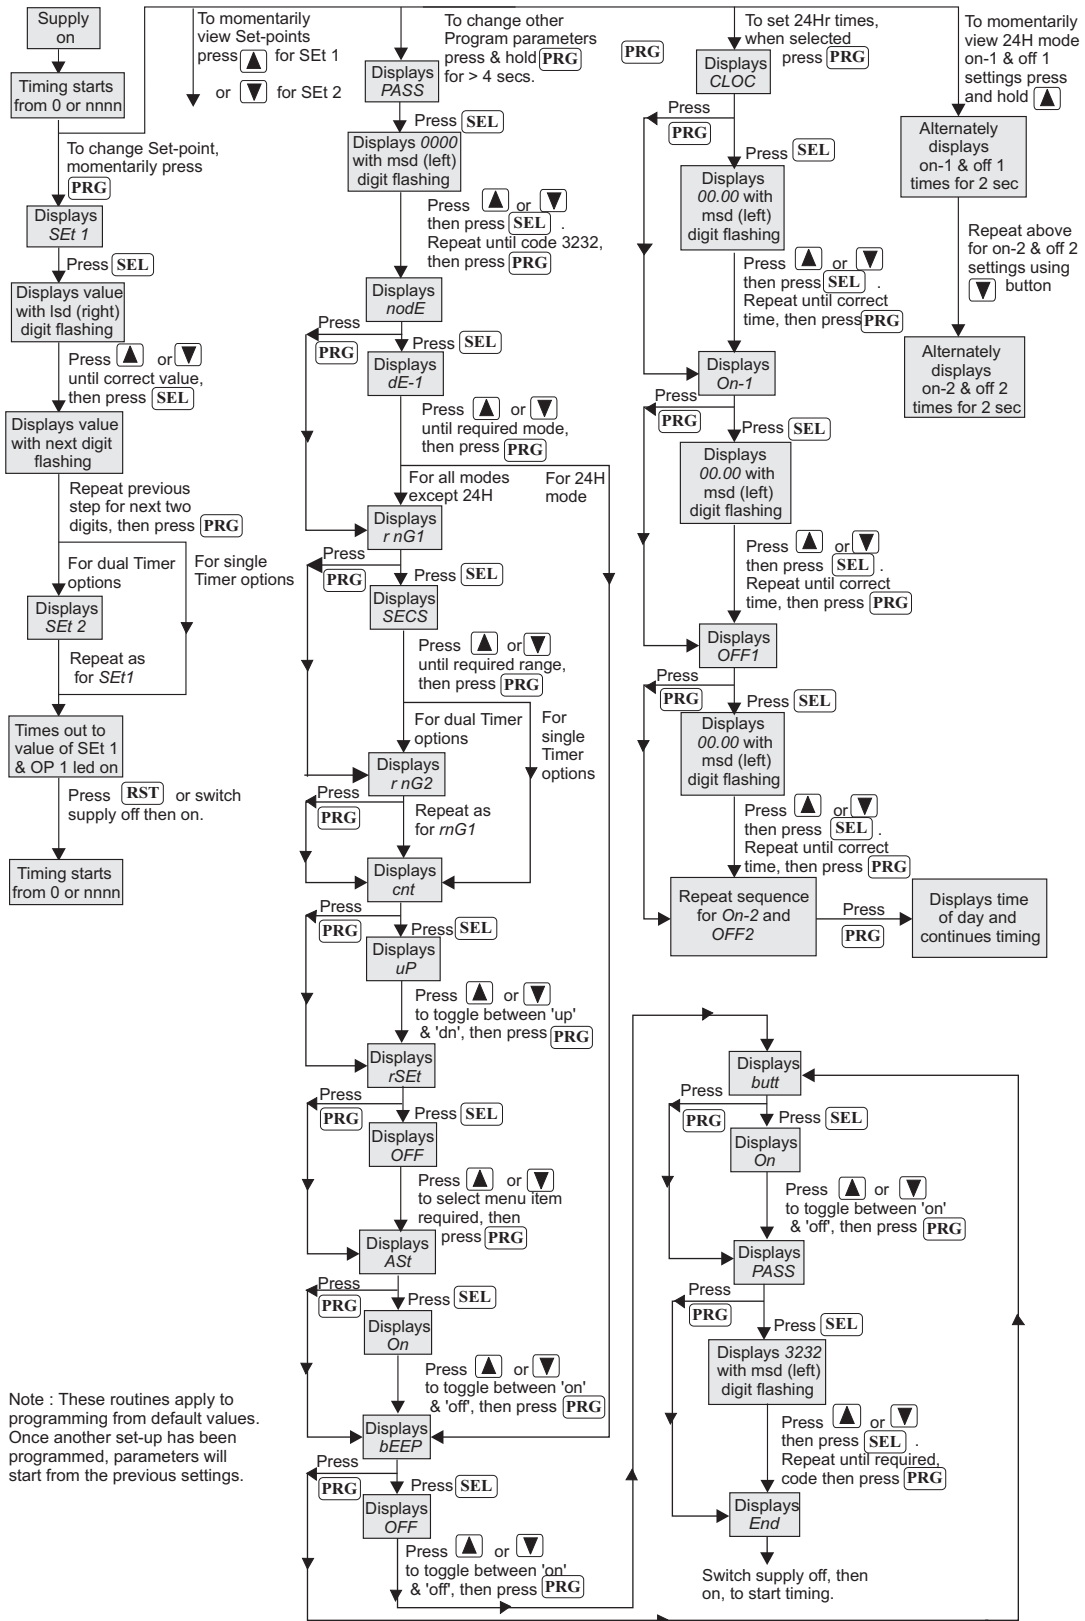 Supply
on
Timing starts
from 0 or nnnn
To change Set-point,
momentarily press
PRG
Displays
SEt 1
Press SEL
Displays value
with lsd (right)
digit flashing
Press ▲ or ▼
until correct value,
then press SEL
Displays value
with next digit
flashing
Repeat previous
step for next two
digits, then press PRG
For dual Timer
options
For single
Timer options
Displays
SEt 2
Repeat as
for SEt1
Times out to
value of SEt 1
& OP 1 led on
Press RST or switch
supply off then on.
Timing starts
from 0 or nnnn
Note : These routines apply to
programming from default values.
Once another set-up has been
programmed, parameters will
start from the previous settings.
To momentarily
view Set-points
press ▲ for SEt 1
or ▼ for SEt 2
To change other
Program parameters
press & hold PRG
for > 4 secs.
Displays
PASS
Press SEL
Displays 0000
with msd (left)
digit flashing
Press ▲ or ▼
then press SEL .
Repeat until code 3232,
then press PRG
Displays
nodE
Press
PRG
Press SEL
Displays
dE-1
Press ▲ or ▼
until required mode,
then press PRG
For all modes
except 24H
For 24H
mode
Displays
r nG1
Press
PRG
Press SEL
Displays
SECS
Press ▲ or ▼
until required range,
then press PRG
For dual Timer
options
For
single
Timer
options
Displays
r nG2
Press
PRG
Repeat as
for rnG1
Displays
cnt
Press
PRG
Press SEL
Displays
uP
Press ▲ or ▼
to toggle between 'up'
& 'dn', then press PRG
Displays
rSEt
Press
PRG
Press SEL
Displays
OFF
Press ▲ or ▼
to select menu item
required, then
press PRG
Displays
ASt
Press
PRG
Press SEL
Displays
On
Press ▲ or ▼
to toggle between 'on'
& 'off', then press PRG
Displays
bEEP
Press
PRG
Press SEL
Displays
OFF
Press ▲ or ▼
to toggle between 'on'
& 'off', then press PRG
PRG
To set 24Hr times,
when selected
press PRG
Displays
CLOC
Press
PRG
Press SEL
Displays
00.00 with
msd (left)
digit flashing
Press ▲ or ▼
then press SEL .
Repeat until correct
time, then press PRG
Displays
On-1
Press
PRG
Press SEL
Displays
00.00 with
msd (left)
digit flashing
Press ▲ or ▼
then press SEL .
Repeat until correct
time, then press PRG
Displays
OFF1
Press
PRG
Press SEL
Displays
00.00 with
msd (left)
digit flashing
Press ▲ or ▼
then press SEL .
Repeat until correct
time, then press PRG
Repeat sequence
for On-2 and
OFF2
Press
PRG
Displays time
of day and
continues timing
To momentarily
view 24H mode
on-1 & off 1
settings press
and hold ▲
Alternately
displays
on-1 & off 1
times for 2 sec
Repeat above
for on-2 & off 2
settings using
▼ button
Alternately
displays
on-2 & off 2
times for 2 sec
Displays
butt
Press
PRG
Press SEL
Displays
On
Press ▲ or ▼
to toggle between 'on'
& 'off', then press PRG
Displays
PASS
Press
PRG
Press SEL
Displays 3232
with msd (left)
digit flashing
Press ▲ or ▼
then press SEL .
Repeat until required,
code then press PRG
Displays
End
Switch supply off, then
on, to start timing.